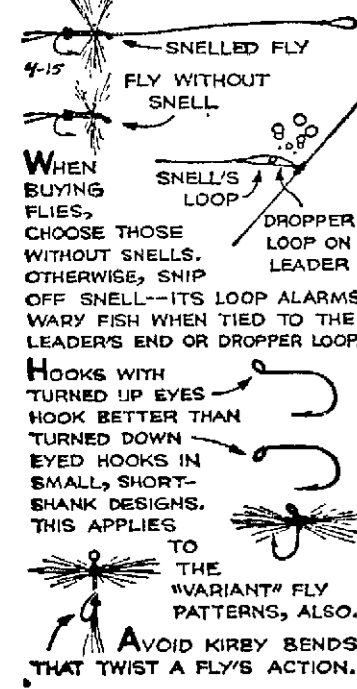 SNELLED FLY
4-15
FLY WITHOUT
SNELL
SNELL'S
LOOP
DROPPER
LOOP ON
LEADER
WHEN
BUYING
FLIES,
CHOOSE THOSE
WITHOUT SNELLS.
OTHERWISE, SNIP
OFF SNELL--ITS LOOP ALARMS
WARY FISH WHEN TIED TO THE
LEADER'S END OR DROPPER LOOP.
HOOKS WITH
TURNED UP EYES
HOOK BETTER THAN
TURNED DOWN
EYED HOOKS IN
SMALL, SHORT-
SHANK DESIGNS.
THIS APPLIES
TO
THE
"VARIANT" FLY
PATTERNS, ALSO.
AVOID KIRBY BENDS
THAT TWIST A FLY'S ACTION.